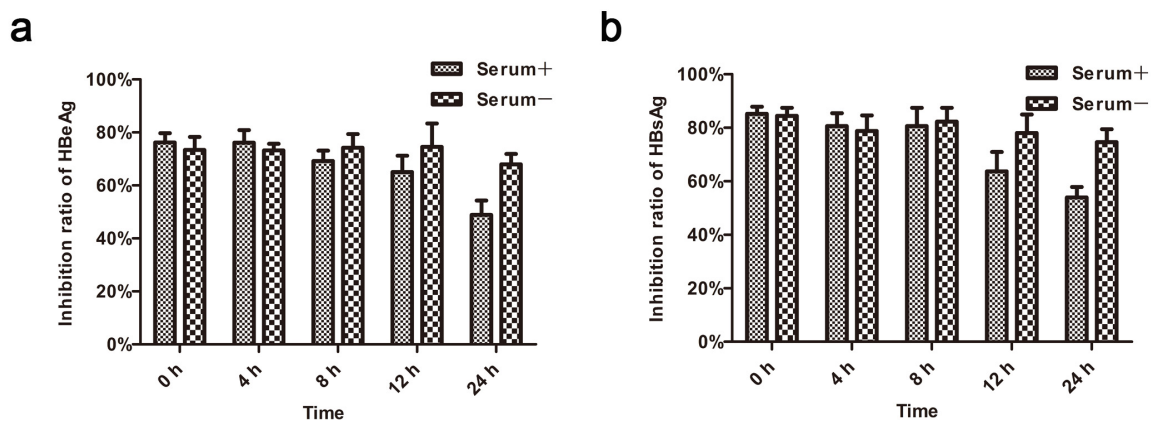 a
Inhibition ratio of HBeAg
100%
80%
60%
40%
20%
0%
Serum+
Serum−
0 h
4 h
8 h
12 h
24 h
Time
b
Inhibition ratio of HBsAg
100%
80%
60%
40%
20%
0%
Serum+
Serum−
0 h
4 h
8 h
12 h
24 h
Time